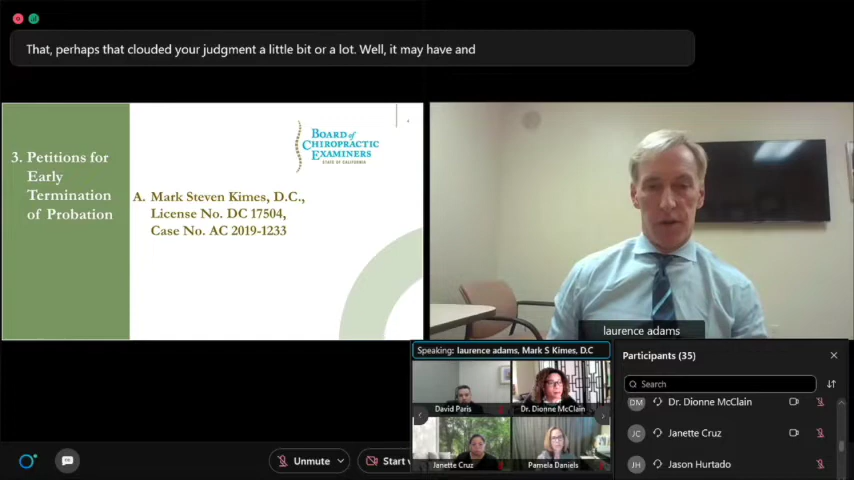 That, perhaps that clouded your judgment a little bit or a lot. Well, it may have and
3. Petitions for
Early
Termination
of Probation
BOARD of
CHIROPRACTIC
EXAMINERS
STATE OF CALIFORNIA
A. Mark Steven Kimes, D.C.,
License No. DC 17504,
Case No. AC 2019-1233
laurence adams
Speaking: laurence adams, Mark S Kimes, D.C
David Paris
Dr. Dionne McClain
Janette Cruz
Pamela Daniels
Participants (35)
Search
DM Dr. Dionne McClain
JC Janette Cruz
JH Jason Hurtado
Unmute
Start v